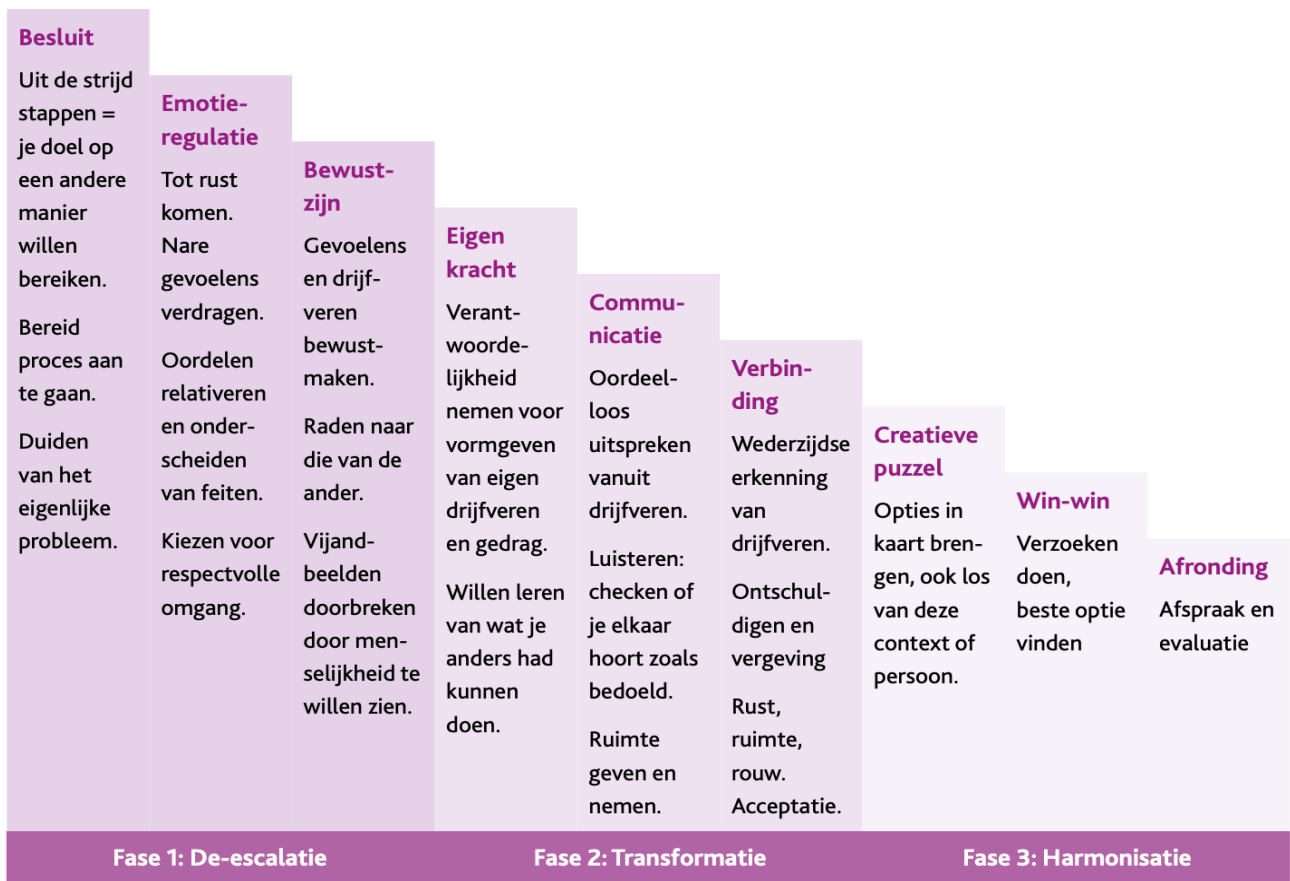 Besluit
Uit de strijd
stappen =
je doel op
een andere
manier
willen
bereiken.
Bereid
proces aan
te gaan.
Duiden
van het
eigenlijke
probleem.
Emotie-
regulatie
Tot rust
komen.
Nare
gevoelens
verdragen.
Oordelen
relativeren
en onder-
scheiden
van feiten.
Kiezen voor
respectvolle
omgang.
Bewust-
zijn
Gevoelens
en drijf-
veren
bewust-
maken.
Raden naar
die van de
ander.
Vijand-
beelden
doorbreken
door men-
selijkheid te
willen zien.
Eigen
kracht
Verant-
woorde-
lijkheid
nemen voor
vormgeven
van eigen
drijfveren
en gedrag.
Willen leren
van wat je
anders had
kunnen
doen.
Commu-
nicatie
Oordeel-
loos
uitspreken
vanuit
drijfveren.
Luisteren:
checken of
je elkaar
hoort zoals
bedoeld.
Ruimte
geven en
nemen.
Verbin-
ding
Wederzijdse
erkenning
van
drijfveren.
Ontschul-
digen en
vergeving
Rust,
ruimte,
rouw.
Acceptatie.
Creatieve
puzzel
Opties in
kaart bren-
gen, ook los
van deze
context of
persoon.
Win-win
Verzoeken
doen,
beste optie
vinden
Afronding
Afspraak en
evaluatie
Fase 1: De-escalatie
Fase 2: Transformatie
Fase 3: Harmonisatie